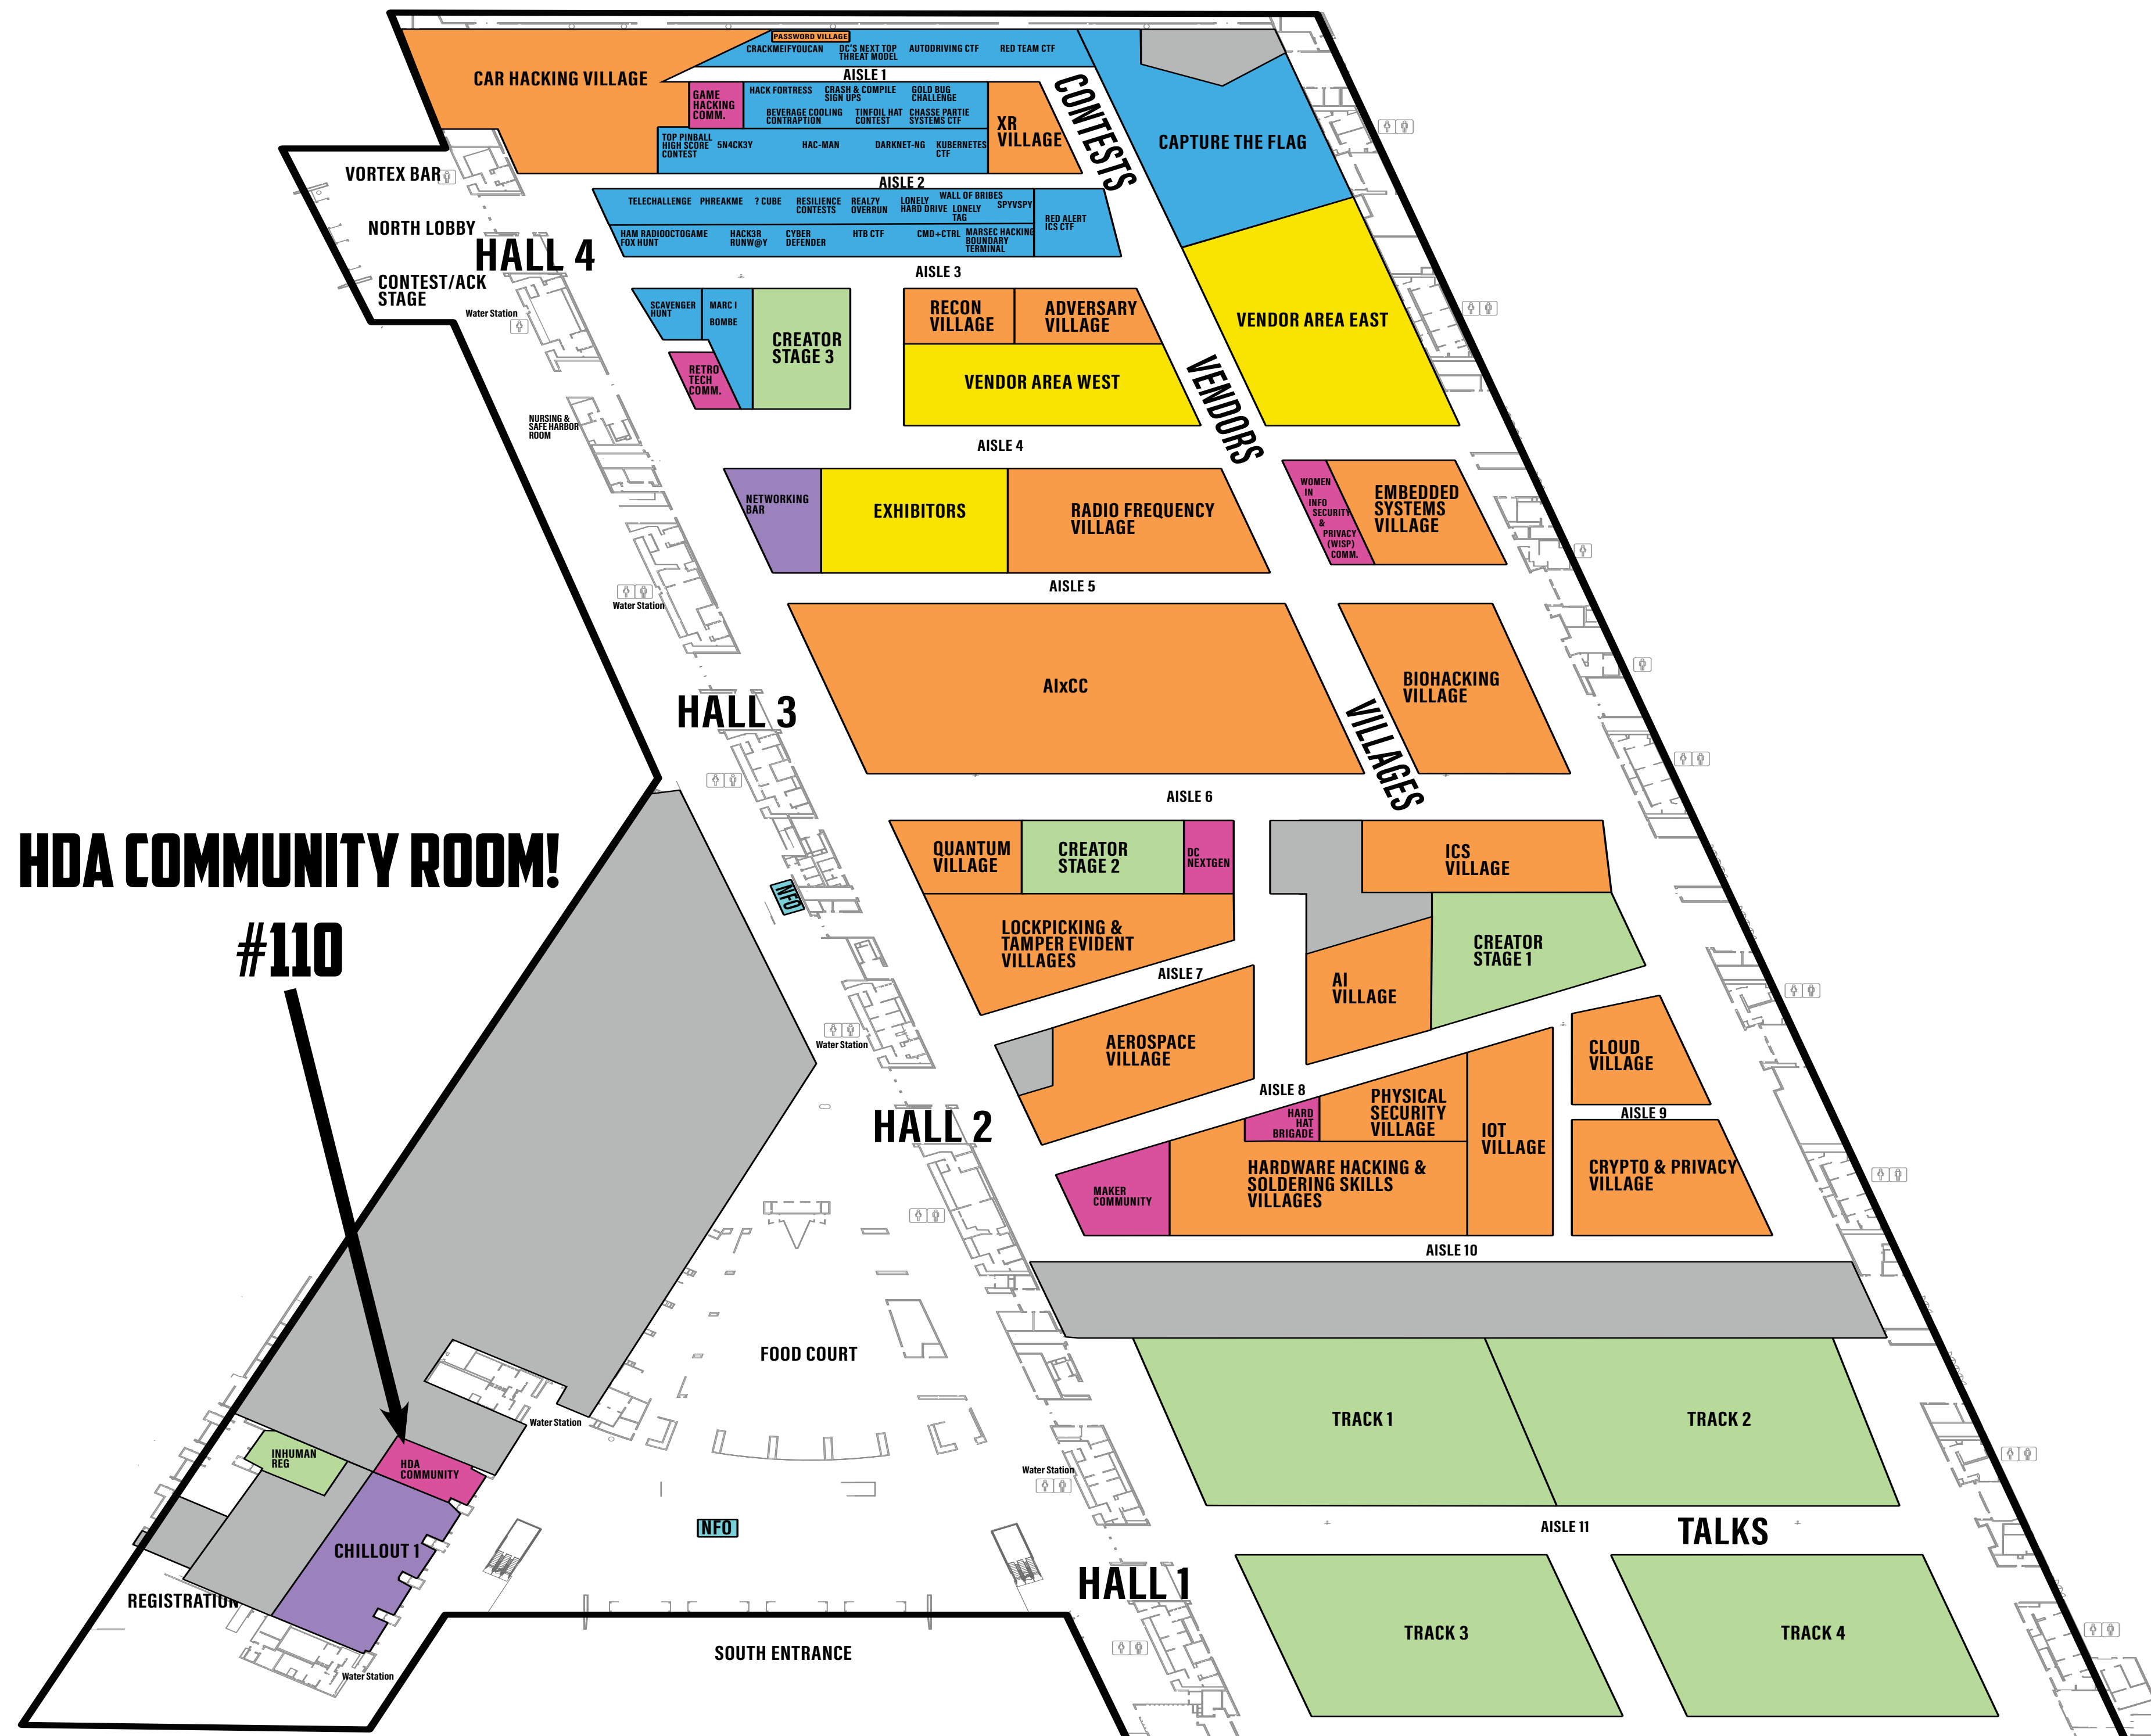 PASSWORD VILLAGE
CRACKMEIFYOUCAN
DC'S NEXT TOP
THREAT MODEL
AUTODRIVING CTF
RED TEAM CTF
CAR HACKING VILLAGE
AISLE 1
GAME
HACKING
COMM.
HACK FORTRESS
CRASH & COMPILE
SIGN UPS
GOLD BUG
CHALLENGE
BEVERAGE COOLING
CONTRAPTION
TINFOIL HAT
CONTEST
CHASSE PARTIE
SYSTEMS CTF
XR
VILLAGE
TOP PINBALL
HIGH SCORE
CONTEST
5N4CK3Y
HAC-MAN
DARKNET-NG
KUBERNETES
CTF
CONTESTS
CAPTURE THE FLAG
VORTEX BAR
NORTH LOBBY
CONTEST/ACK
STAGE
HALL 4
AISLE 2
TELECHALLENGE
PHREAKME
? CUBE
RESILIENCE
CONTESTS
REAL7Y
OVERRUN
LONELY
HARD DRIVE
WALL OF BRIBES
LONELY
TAG
SPYVSPY
RED ALERT
ICS CTF
HAM RADIO
FOX HUNT
OCTOGAME
HACK3R
RUNW@Y
CYBER
DEFENDER
HTB CTF
CMD+CTRL
MARSEC HACKING
BOUNDARY
TERMINAL
AISLE 3
Water Station
SCAVENGER
HUNT
MARC I
BOMBE
CREATOR
STAGE 3
RETRO
TECH
COMM.
RECON
VILLAGE
ADVERSARY
VILLAGE
VENDOR AREA WEST
VENDORS
VENDOR AREA EAST
NURSING &
SAFE HARBOR
ROOM
AISLE 4
NETWORKING
BAR
EXHIBITORS
RADIO FREQUENCY
VILLAGE
WOMEN
IN
INFO
SECURITY
&
PRIVACY
(WISP)
COMM.
EMBEDDED
SYSTEMS
VILLAGE
AISLE 5
Water Station
AIxCC
BIOHACKING
VILLAGE
VILLAGES
HALL 3
AISLE 6
HDA COMMUNITY ROOM!
#110
QUANTUM
VILLAGE
CREATOR
STAGE 2
DC
NEXTGEN
ICS
VILLAGE
NFO
LOCKPICKING &
TAMPER EVIDENT
VILLAGES
CREATOR
STAGE 1
AI
VILLAGE
AISLE 7
Water Station
AEROSPACE
VILLAGE
CLOUD
VILLAGE
AISLE 8
HALL 2
HARD
HAT
BRIGADE
PHYSICAL
SECURITY
VILLAGE
IOT
VILLAGE
AISLE 9
MAKER
COMMUNITY
HARDWARE HACKING &
SOLDERING SKILLS
VILLAGES
CRYPTO & PRIVACY
VILLAGE
AISLE 10
FOOD COURT
TRACK 1
TRACK 2
Water Station
INHUMAN
REG
HDA
COMMUNITY
Water Station
NFO
AISLE 11
TALKS
CHILLOUT 1
REGISTRATION
HALL 1
SOUTH ENTRANCE
TRACK 3
TRACK 4
Water Station